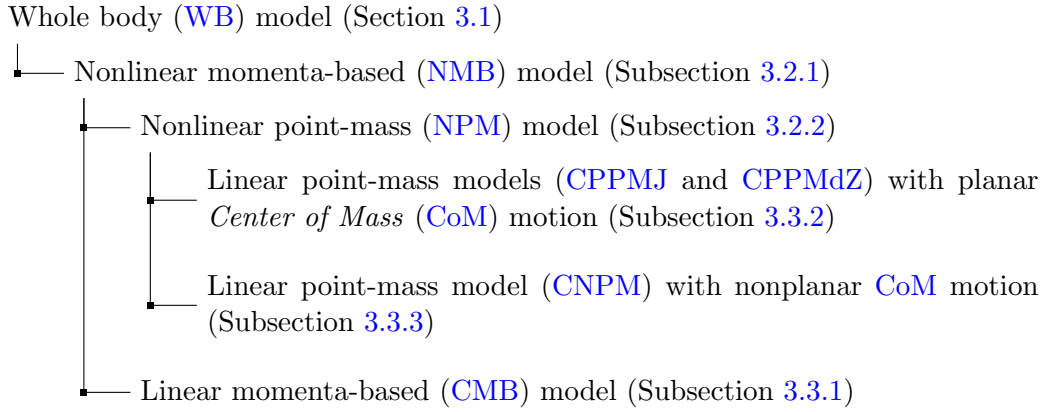 Whole body (WB) model (Section 3.1)
Nonlinear momenta-based (NMB) model (Subsection 3.2.1)
Nonlinear point-mass (NPM) model (Subsection 3.2.2)
Linear point-mass models (CPPMJ and CPPMdZ) with planar
Center of Mass (CoM) motion (Subsection 3.3.2)
Linear point-mass model (CNPM) with nonplanar CoM motion
(Subsection 3.3.3)
Linear momenta-based (CMB) model (Subsection 3.3.1)